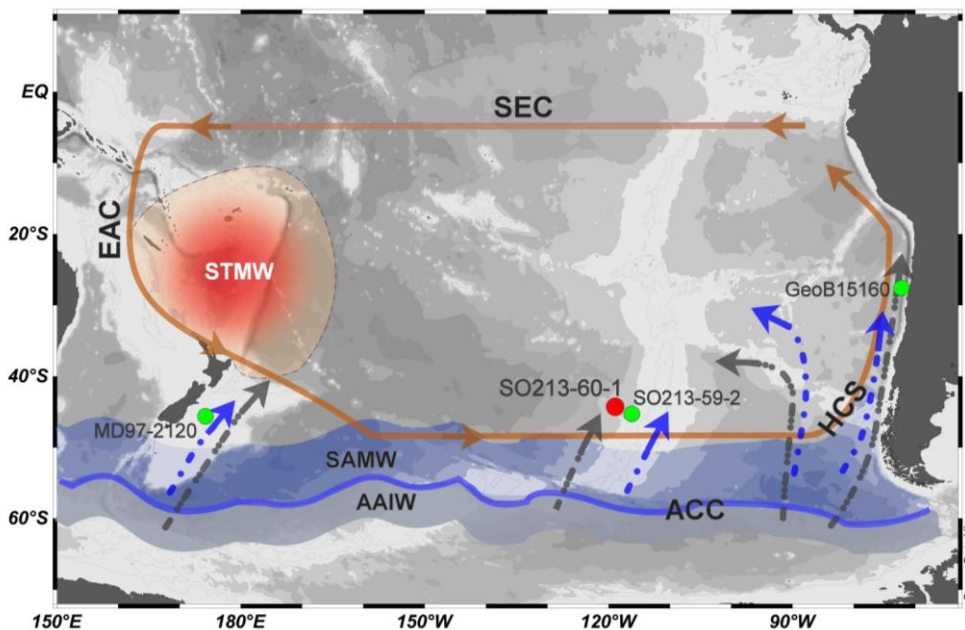 EQ
SEC
EAC
20°S
STMW
GeoB15160
40°S
SO213-60-1
SO213-59-2
MD97-2120
HCS
SAMW
AAIW
ACC
60°S
150°E
180°W
150°W
120°W
90°W